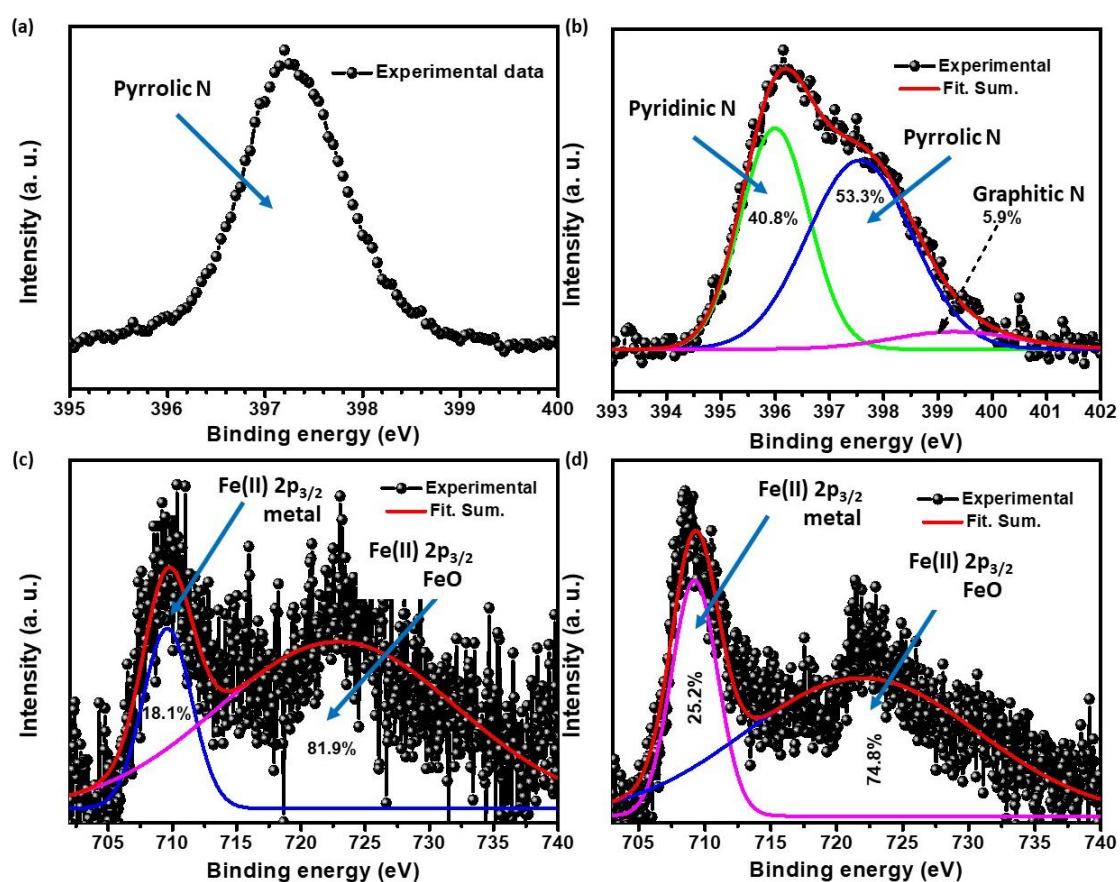 (a)
Pyrrolic N
Experimental data
Intensity (a. u.)
395 396 397 398 399 400
Binding energy (eV)
(b)
Experimental
Fit. Sum.
Pyridinic N
Pyrrolic N
Graphitic N
5.9%
53.3%
40.8%
Intensity (a. u.)
393 394 395 396 397 398 399 400 401 402
Binding energy (eV)
(c)
Fe(II) 2p3/2
metal
Experimental
Fit. Sum.
Fe(II) 2p3/2
FeO
18.1%
81.9%
Intensity (a. u.)
705 710 715 720 725 730 735 740
Binding energy (eV)
(d)
Fe(II) 2p3/2
metal
Experimental
Fit. Sum.
Fe(II) 2p3/2
FeO
25.2%
74.8%
Intensity (a. u.)
705 710 715 720 725 730 735 740
Binding energy (eV)